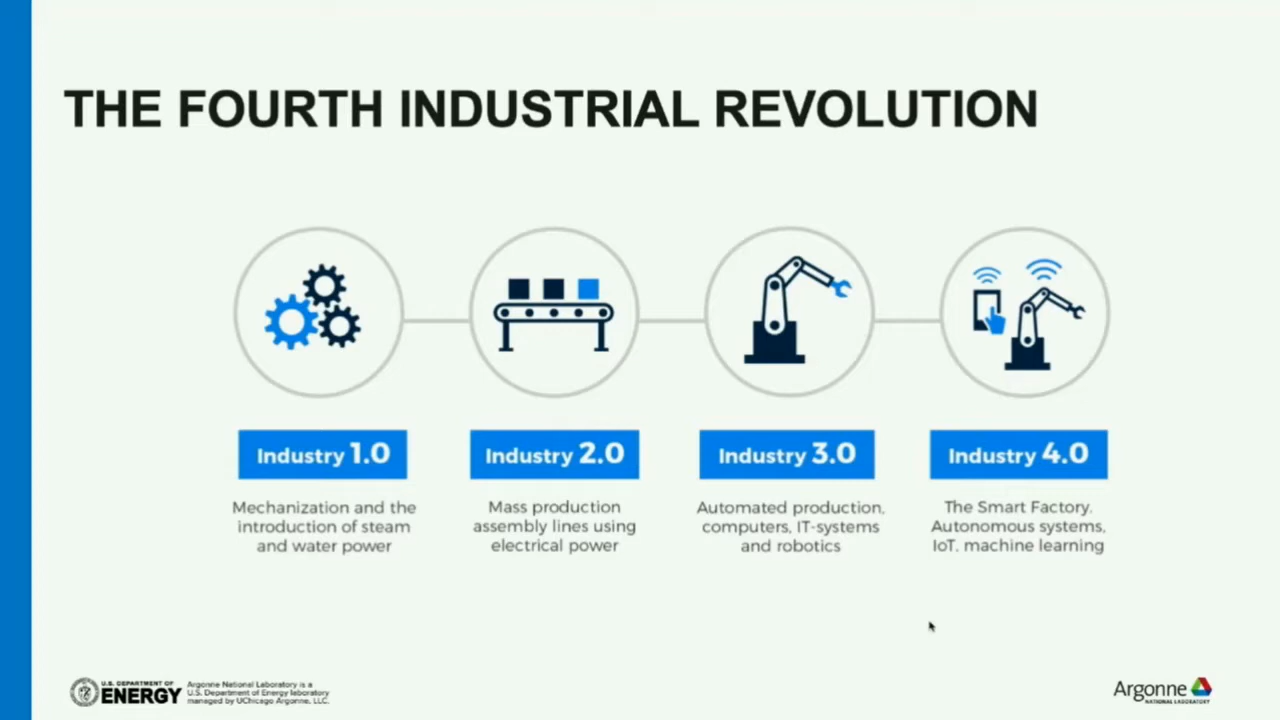 THE FOURTH INDUSTRIAL REVOLUTION
Industry 1.0
Mechanization and the
introduction of steam
and water power
Industry 2.0
Mass production
assembly lines using
electrical power
Industry 3.0
Automated production,
computers, IT-systems
and robotics
Industry 4.0
The Smart Factory.
Autonomous systems,
IoT, machine learning
U.S. DEPARTMENT OF
ENERGY
Argonne National Laboratory is a
U.S. Department of Energy laboratory
managed by UChicago Argonne, LLC.
Argonne
NATIONAL LABORATORY